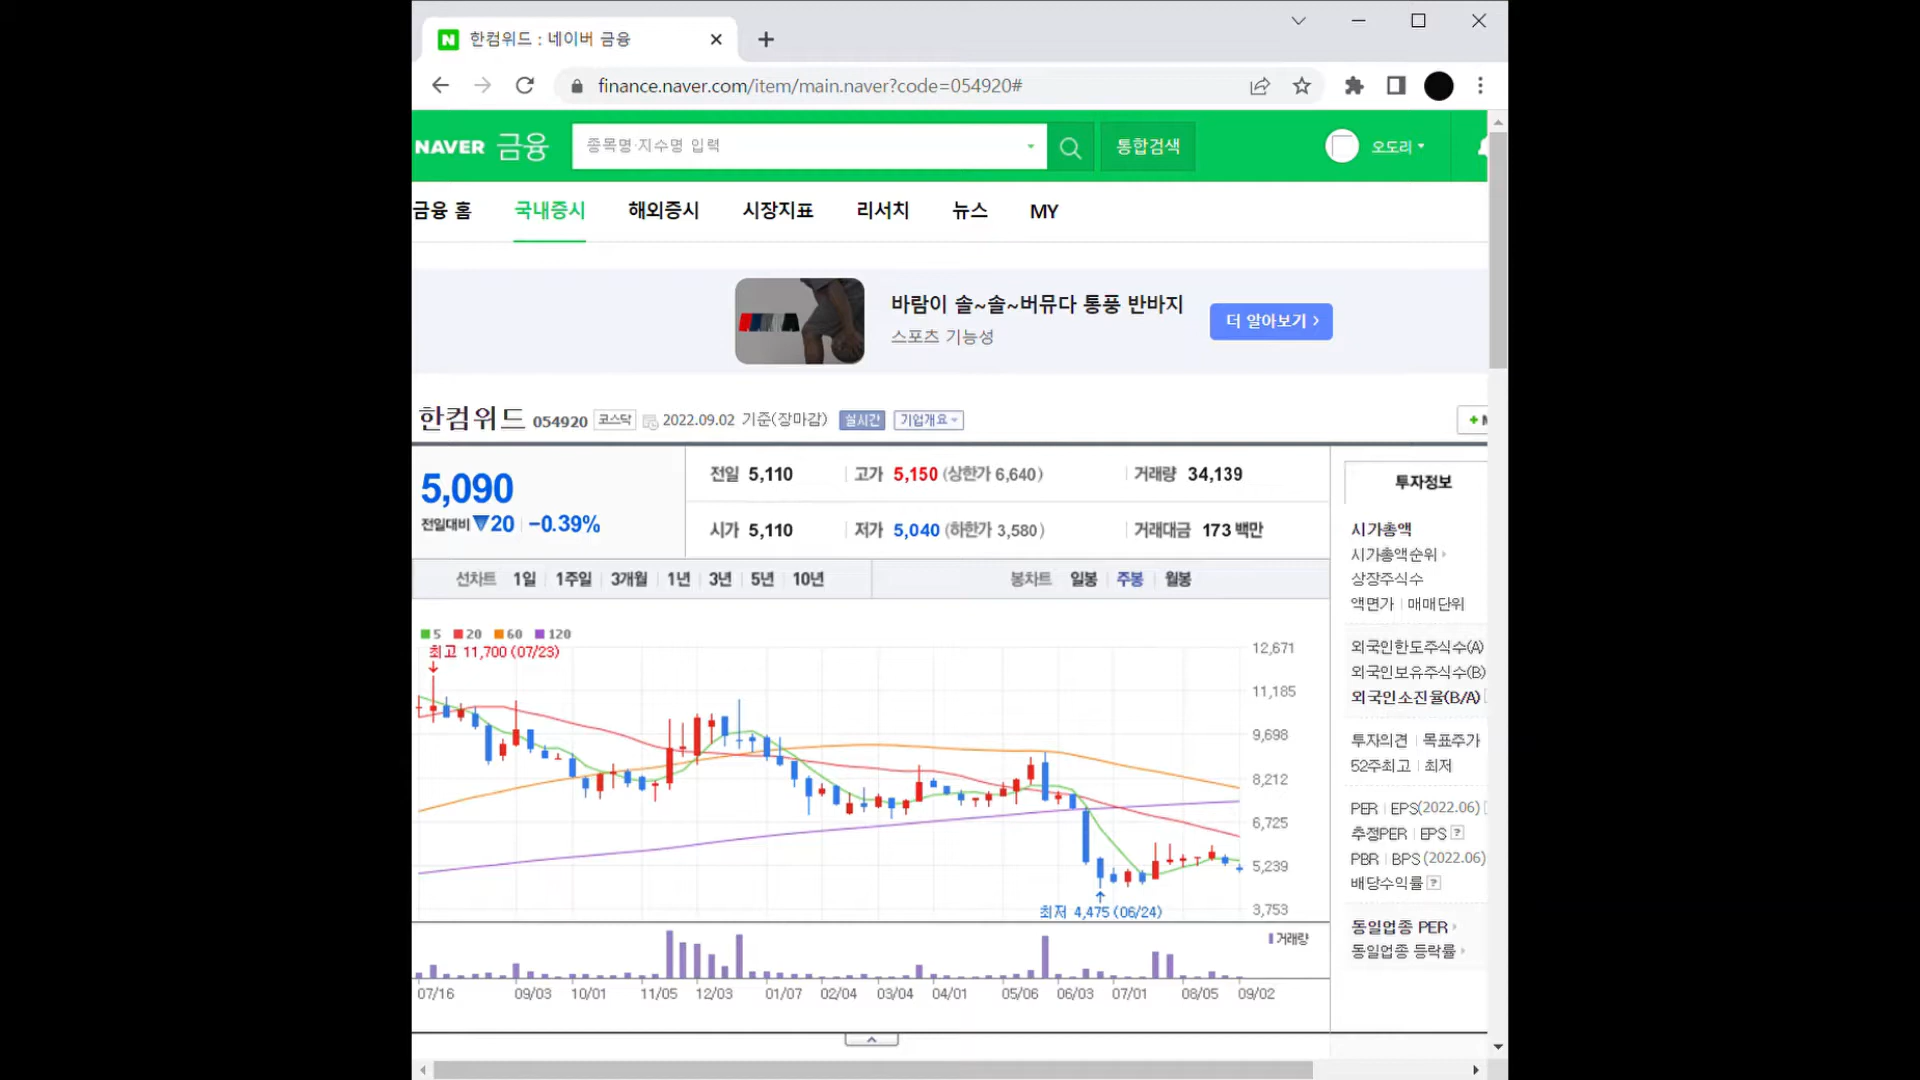 한컴위드 : 네이버 금융
finance.naver.com/item/main.naver?code=054920#
NAVER 금융 종목명·지수명 입력 통합검색 오도리
금융 홈 국내증시 해외증시 시장지표 리서치 뉴스 MY
바람이 솔~솔~버뮤다 통풍 반바지
스포츠 기능성
더 알아보기 >
한컴위드 054920 코스닥 2022.09.02 기준(장마감) 실시간 기업개요
5,090
전일대비 ▼20 -0.39%
전일 5,110 고가 5,150 (상한가 6,640) 거래량 34,139
시가 5,110 저가 5,040 (하한가 3,580) 거래대금 173 백만
선차트 1일 1주일 3개월 1년 3년 5년 10년 봉차트 일봉 주봉 월봉
5 20 60 120
최고 11,700 (07/23)
12,671
11,185
9,698
8,212
6,725
5,239
3,753
최저 4,475 (06/24)
거래량
07/16 09/03 10/01 11/05 12/03 01/07 02/04 03/04 04/01 05/06 06/03 07/01 08/05 09/02
투자정보
시가총액
시가총액순위
상장주식수
액면가 매매단위
외국인한도주식수(A)
외국인보유주식수(B)
외국인소진율(B/A)
투자의견 목표주가
52주최고 최저
PER EPS(2022.06)
추정PER EPS ?
PBR BPS (2022.06)
배당수익률 ?
동일업종 PER
동일업종 등락률